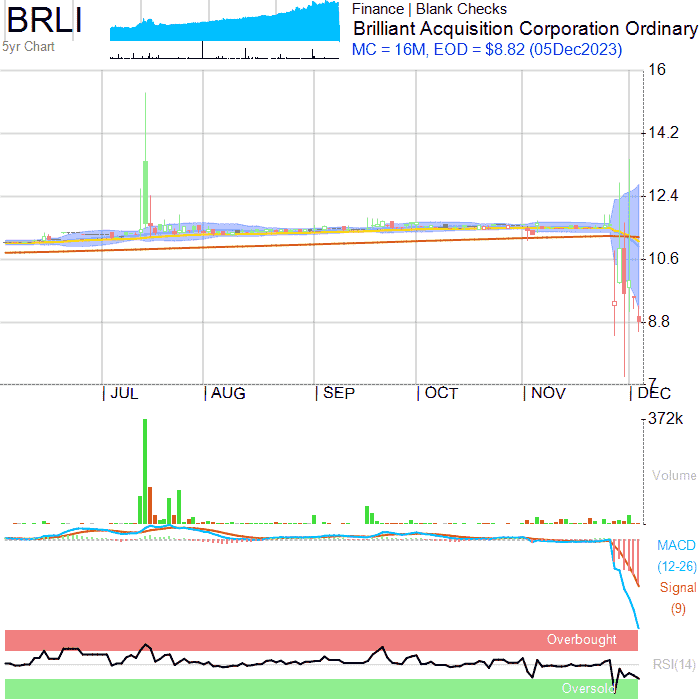 BRLI
5yr Chart
Finance | Blank Checks
Brilliant Acquisition Corporation Ordinary
MC = 16M, EOD = $8.82 (05Dec2023)
16
14.2
12.4
10.6
8.8
7
JUL AUG SEP OCT NOV DEC
372k
Volume
MACD
(12-26)
Signal
(9)
Overbought
RSI(14)
Oversold